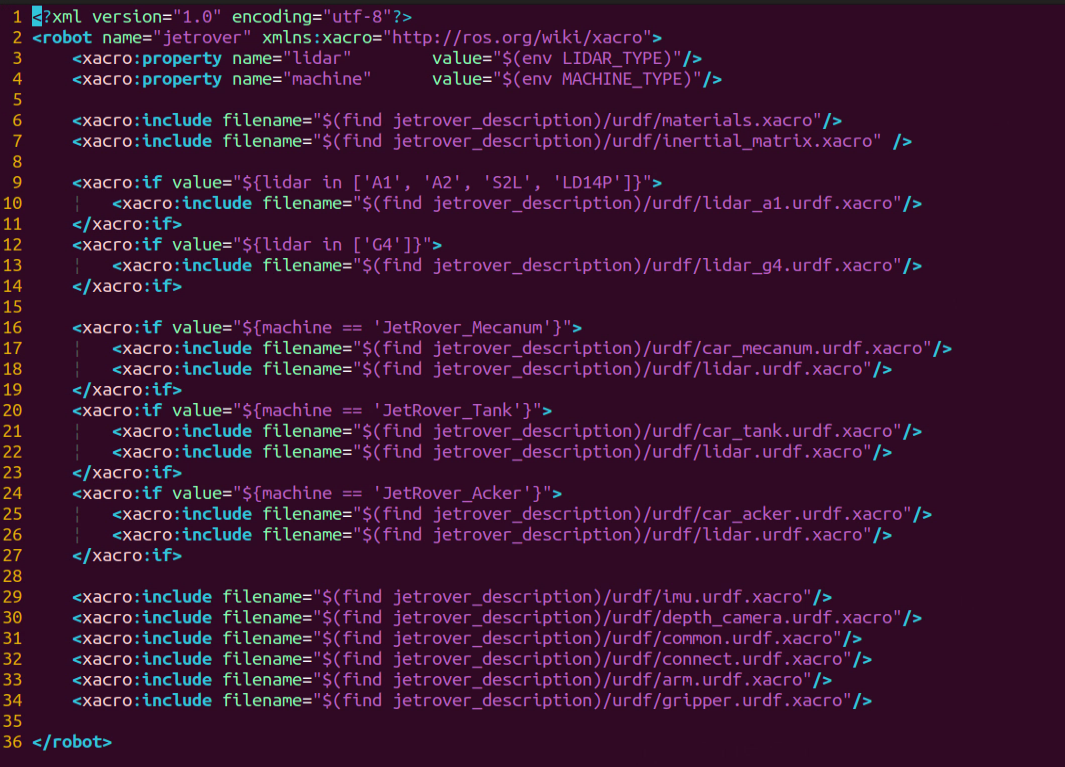 1 <?xml version="1.0" encoding="utf-8"?>
2 <robot name="jetrover" xmlns:xacro="http://ros.org/wiki/xacro">
3     <xacro:property name="lidar"        value="$(env LIDAR_TYPE)"/>
4     <xacro:property name="machine"      value="$(env MACHINE_TYPE)"/>
5
6     <xacro:include filename="$(find jetrover_description)/urdf/materials.xacro"/>
7     <xacro:include filename="$(find jetrover_description)/urdf/inertial_matrix.xacro" />
8
9     <xacro:if value="${lidar in ['A1', 'A2', 'S2L', 'LD14P']}">
10     ¦   <xacro:include filename="$(find jetrover_description)/urdf/lidar_a1.urdf.xacro"/>
11     </xacro:if>
12     <xacro:if value="${lidar in ['G4']}">
13     ¦   <xacro:include filename="$(find jetrover_description)/urdf/lidar_g4.urdf.xacro"/>
14     </xacro:if>
15
16     <xacro:if value="${machine == 'JetRover_Mecanum'}">
17     ¦   <xacro:include filename="$(find jetrover_description)/urdf/car_mecanum.urdf.xacro"/>
18     ¦   <xacro:include filename="$(find jetrover_description)/urdf/lidar.urdf.xacro"/>
19     </xacro:if>
20     <xacro:if value="${machine == 'JetRover_Tank'}">
21     ¦   <xacro:include filename="$(find jetrover_description)/urdf/car_tank.urdf.xacro"/>
22     ¦   <xacro:include filename="$(find jetrover_description)/urdf/lidar.urdf.xacro"/>
23     </xacro:if>
24     <xacro:if value="${machine == 'JetRover_Acker'}">
25     ¦   <xacro:include filename="$(find jetrover_description)/urdf/car_acker.urdf.xacro"/>
26     ¦   <xacro:include filename="$(find jetrover_description)/urdf/lidar.urdf.xacro"/>
27     </xacro:if>
28
29     <xacro:include filename="$(find jetrover_description)/urdf/imu.urdf.xacro"/>
30     <xacro:include filename="$(find jetrover_description)/urdf/depth_camera.urdf.xacro"/>
31     <xacro:include filename="$(find jetrover_description)/urdf/common.urdf.xacro"/>
32     <xacro:include filename="$(find jetrover_description)/urdf/connect.urdf.xacro"/>
33     <xacro:include filename="$(find jetrover_description)/urdf/arm.urdf.xacro"/>
34     <xacro:include filename="$(find jetrover_description)/urdf/gripper.urdf.xacro"/>
35
36 </robot>